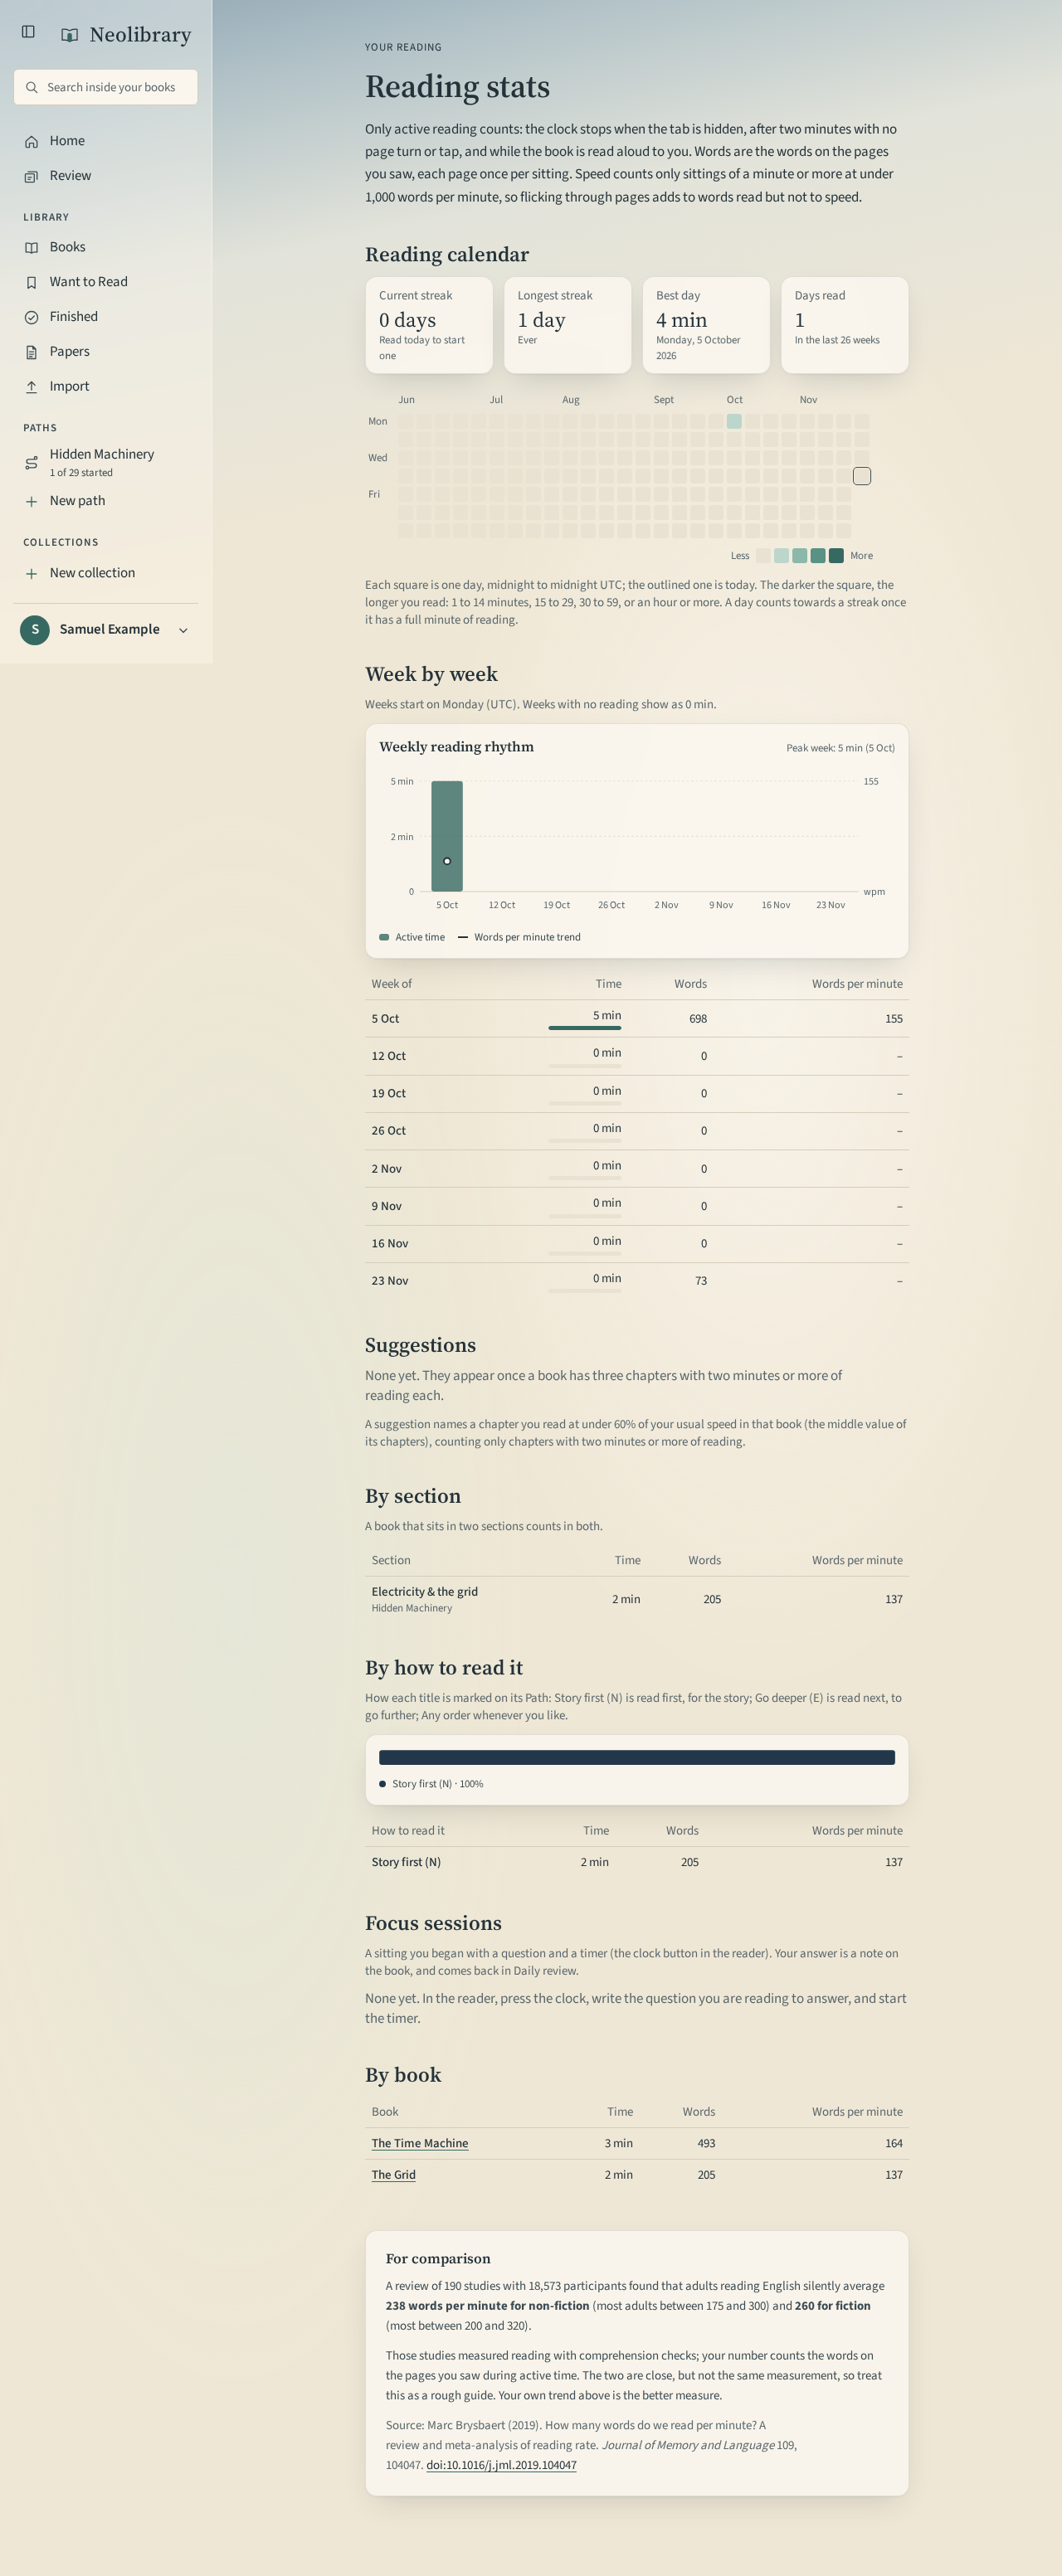 Neolibrary
Search inside your books
Home
Review
LIBRARY
Books
Want to Read
Finished
Papers
Import
PATHS
Hidden Machinery
1 of 29 started
New path
COLLECTIONS
New collection
S
Samuel Example
YOUR READING
Reading stats
Only active reading counts: the clock stops when the tab is hidden, after two minutes with no
page turn or tap, and while the book is read aloud to you. Words are the words on the pages
you saw, each page once per sitting. Speed counts only sittings of a minute or more at under
1,000 words per minute, so flicking through pages adds to words read but not to speed.
Reading calendar
Current streak
0 days
Read today to start
one
Longest streak
1 day
Ever
Best day
4 min
Monday, 5 October
2026
Days read
1
In the last 26 weeks
Jun Jul Aug Sept Oct Nov
Mon
Wed
Fri
Less More
Each square is one day, midnight to midnight UTC; the outlined one is today. The darker the square, the
longer you read: 1 to 14 minutes, 15 to 29, 30 to 59, or an hour or more. A day counts towards a streak once
it has a full minute of reading.
Week by week
Weeks start on Monday (UTC). Weeks with no reading show as 0 min.
Weekly reading rhythm
Peak week: 5 min (5 Oct)
5 min 155
2 min
0 wpm
5 Oct 12 Oct 19 Oct 26 Oct 2 Nov 9 Nov 16 Nov 23 Nov
Active time Words per minute trend
Week of Time Words Words per minute
5 Oct 5 min 698 155
12 Oct 0 min 0 –
19 Oct 0 min 0 –
26 Oct 0 min 0 –
2 Nov 0 min 0 –
9 Nov 0 min 0 –
16 Nov 0 min 0 –
23 Nov 0 min 73 –
Suggestions
None yet. They appear once a book has three chapters with two minutes or more of
reading each.
A suggestion names a chapter you read at under 60% of your usual speed in that book (the middle value of
its chapters), counting only chapters with two minutes or more of reading.
By section
A book that sits in two sections counts in both.
Section Time Words Words per minute
Electricity & the grid 2 min 205 137
Hidden Machinery
By how to read it
How each title is marked on its Path: Story first (N) is read first, for the story; Go deeper (E) is read next, to
go further; Any order whenever you like.
Story first (N) · 100%
How to read it Time Words Words per minute
Story first (N) 2 min 205 137
Focus sessions
A sitting you began with a question and a timer (the clock button in the reader). Your answer is a note on
the book, and comes back in Daily review.
None yet. In the reader, press the clock, write the question you are reading to answer, and start
the timer.
By book
Book Time Words Words per minute
The Time Machine 3 min 493 164
The Grid 2 min 205 137
For comparison
A review of 190 studies with 18,573 participants found that adults reading English silently average
238 words per minute for non-fiction (most adults between 175 and 300) and 260 for fiction
(most between 200 and 320).
Those studies measured reading with comprehension checks; your number counts the words on
the pages you saw during active time. The two are close, but not the same measurement, so treat
this as a rough guide. Your own trend above is the better measure.
Source: Marc Brysbaert (2019). How many words do we read per minute? A
review and meta-analysis of reading rate. Journal of Memory and Language 109,
104047. doi:10.1016/j.jml.2019.104047